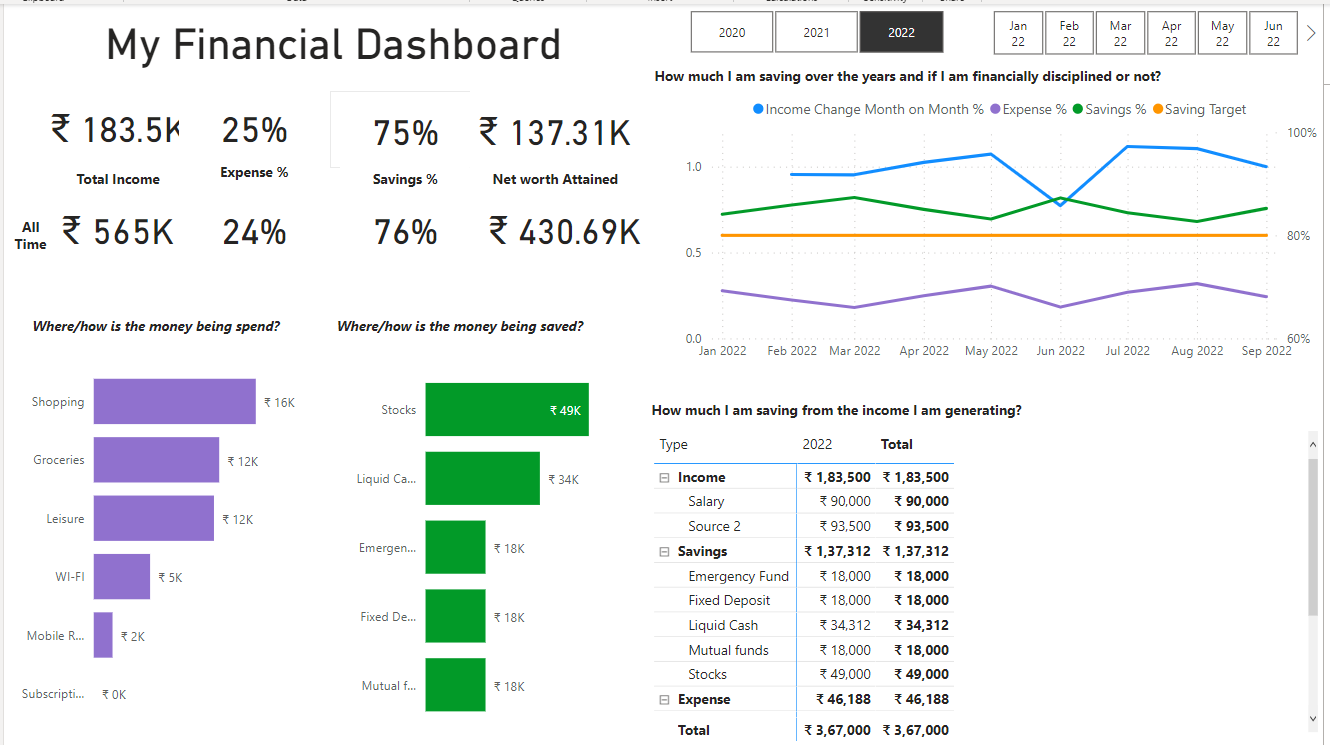 My Financial Dashboard
2020
2021
2022
Jan
22
Feb
22
Mar
22
Apr
22
May
22
Jun
22
₹ 183.5K
Total Income
25%
Expense %
75%
Savings %
₹ 137.31K
Net worth Attained
All
Time
₹ 565K
24%
76%
₹ 430.69K
How much I am saving over the years and if I am financially disciplined or not?
Income Change Month on Month %
Expense %
Savings %
Saving Target
1.0
0.5
0.0
100%
80%
60%
Jan 2022
Feb 2022
Mar 2022
Apr 2022
May 2022
Jun 2022
Jul 2022
Aug 2022
Sep 2022
Where/how is the money being spend?
Shopping ₹ 16K
Groceries ₹ 12K
Leisure ₹ 12K
WI-FI ₹ 5K
Mobile R... ₹ 2K
Subscripti... ₹ 0K
Where/how is the money being saved?
Stocks ₹ 49K
Liquid Ca... ₹ 34K
Emergen... ₹ 18K
Fixed De... ₹ 18K
Mutual f... ₹ 18K
How much I am saving from the income I am generating?
Type 2022 Total
Income ₹ 1,83,500 ₹ 1,83,500
Salary ₹ 90,000 ₹ 90,000
Source 2 ₹ 93,500 ₹ 93,500
Savings ₹ 1,37,312 ₹ 1,37,312
Emergency Fund ₹ 18,000 ₹ 18,000
Fixed Deposit ₹ 18,000 ₹ 18,000
Liquid Cash ₹ 34,312 ₹ 34,312
Mutual funds ₹ 18,000 ₹ 18,000
Stocks ₹ 49,000 ₹ 49,000
Expense ₹ 46,188 ₹ 46,188
Total ₹ 3,67,000 ₹ 3,67,000